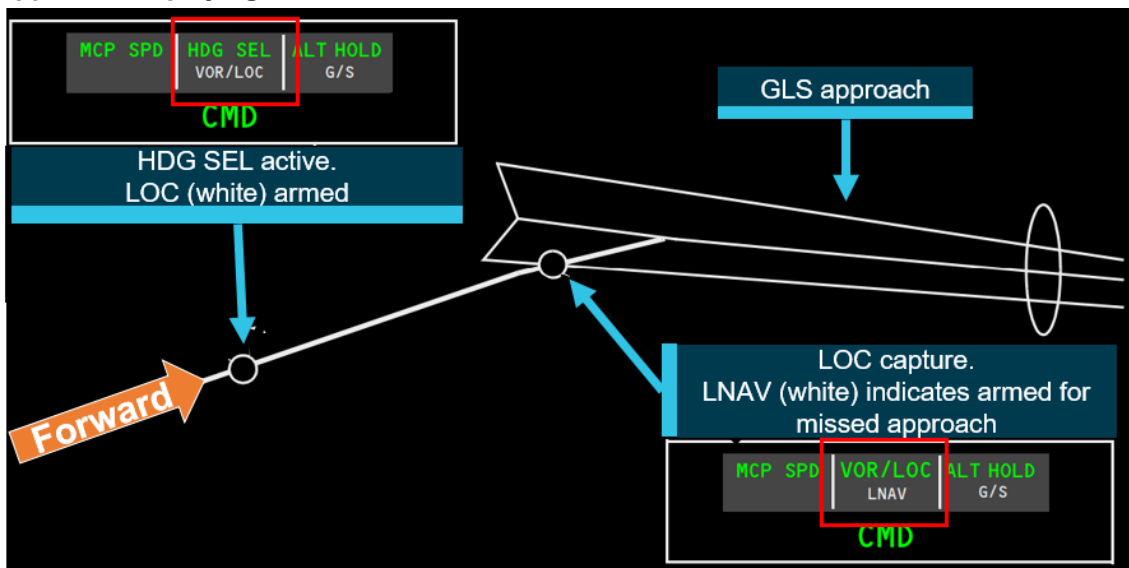 MCP SPD HDG SEL ALT HOLD
VOR/LOC G/S
CMD
HDG SEL active.
LOC (white) armed
GLS approach
Forward
LOC capture.
LNAV (white) indicates armed for
missed approach
MCP SPD VOR/LOC ALT HOLD
LNAV G/S
CMD